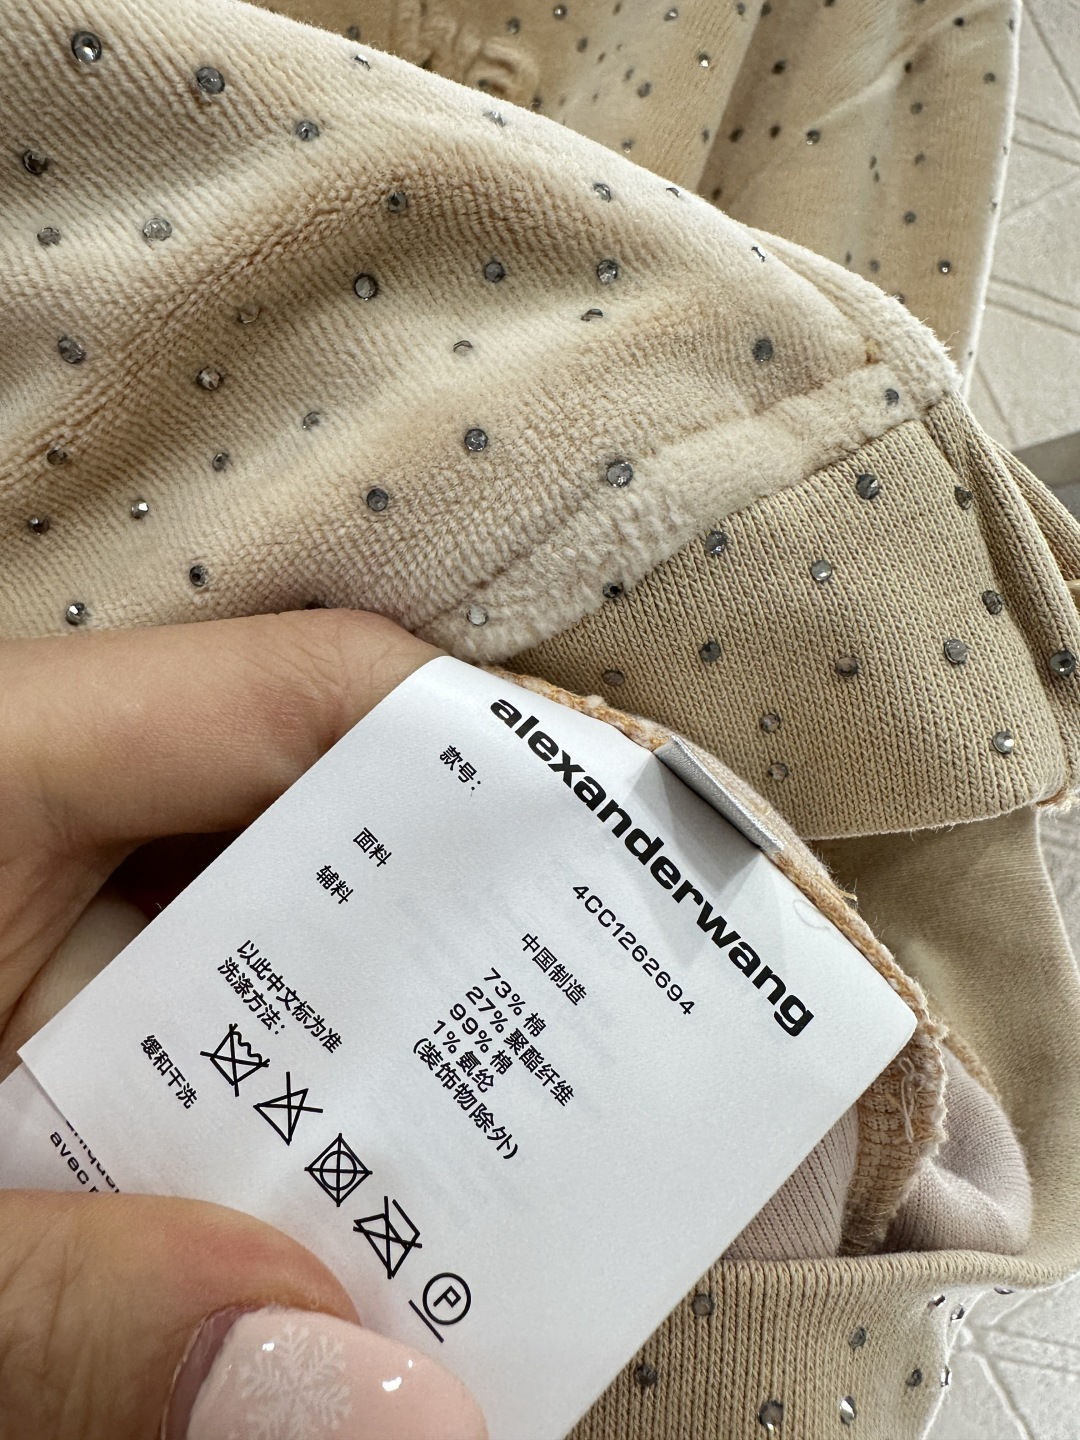 alexanderwang
款号:
4CC1262694
中国制造
面料
73% 棉
27% 聚酯纤维
辅料
99% 棉
1% 氨纶
(装饰物除外)
以此中文标为准
洗涤方法:
P
缓和干洗
avec